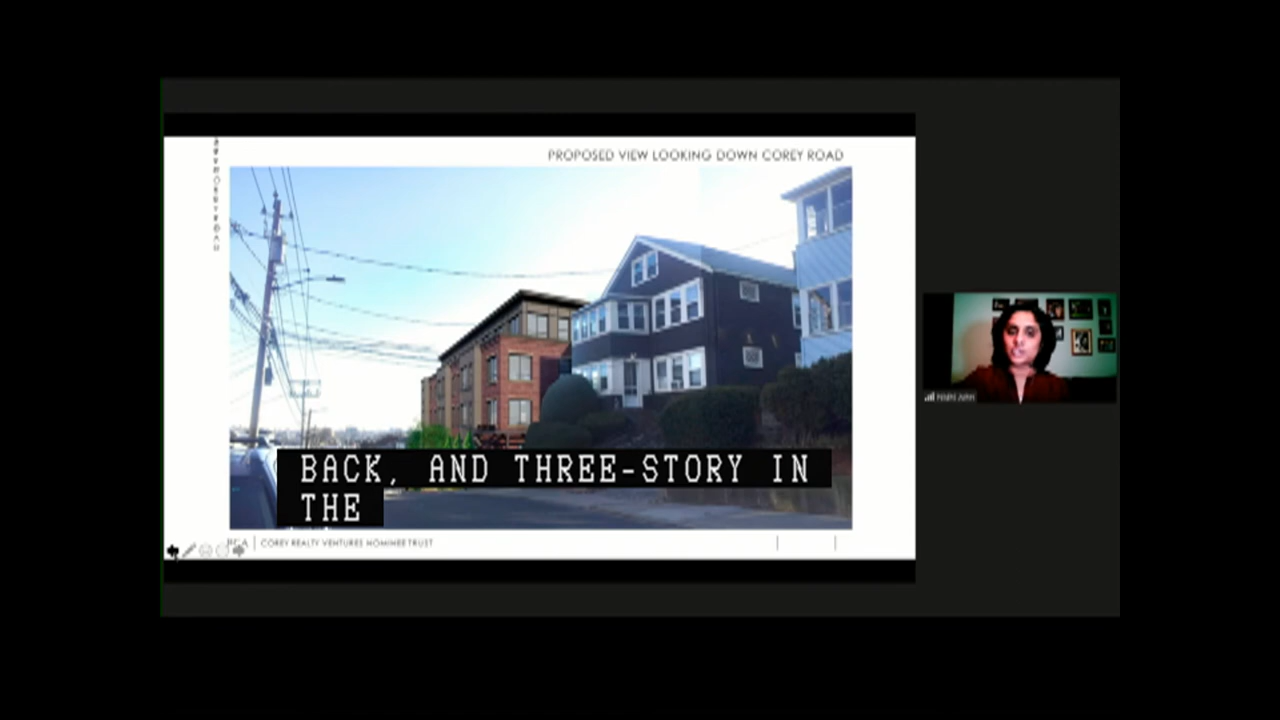 PROPOSED VIEW LOOKING DOWN COREY ROAD
BACK, AND THREE-STORY IN
THE
COREY REALTY VENTURES NOMINEE TRUST